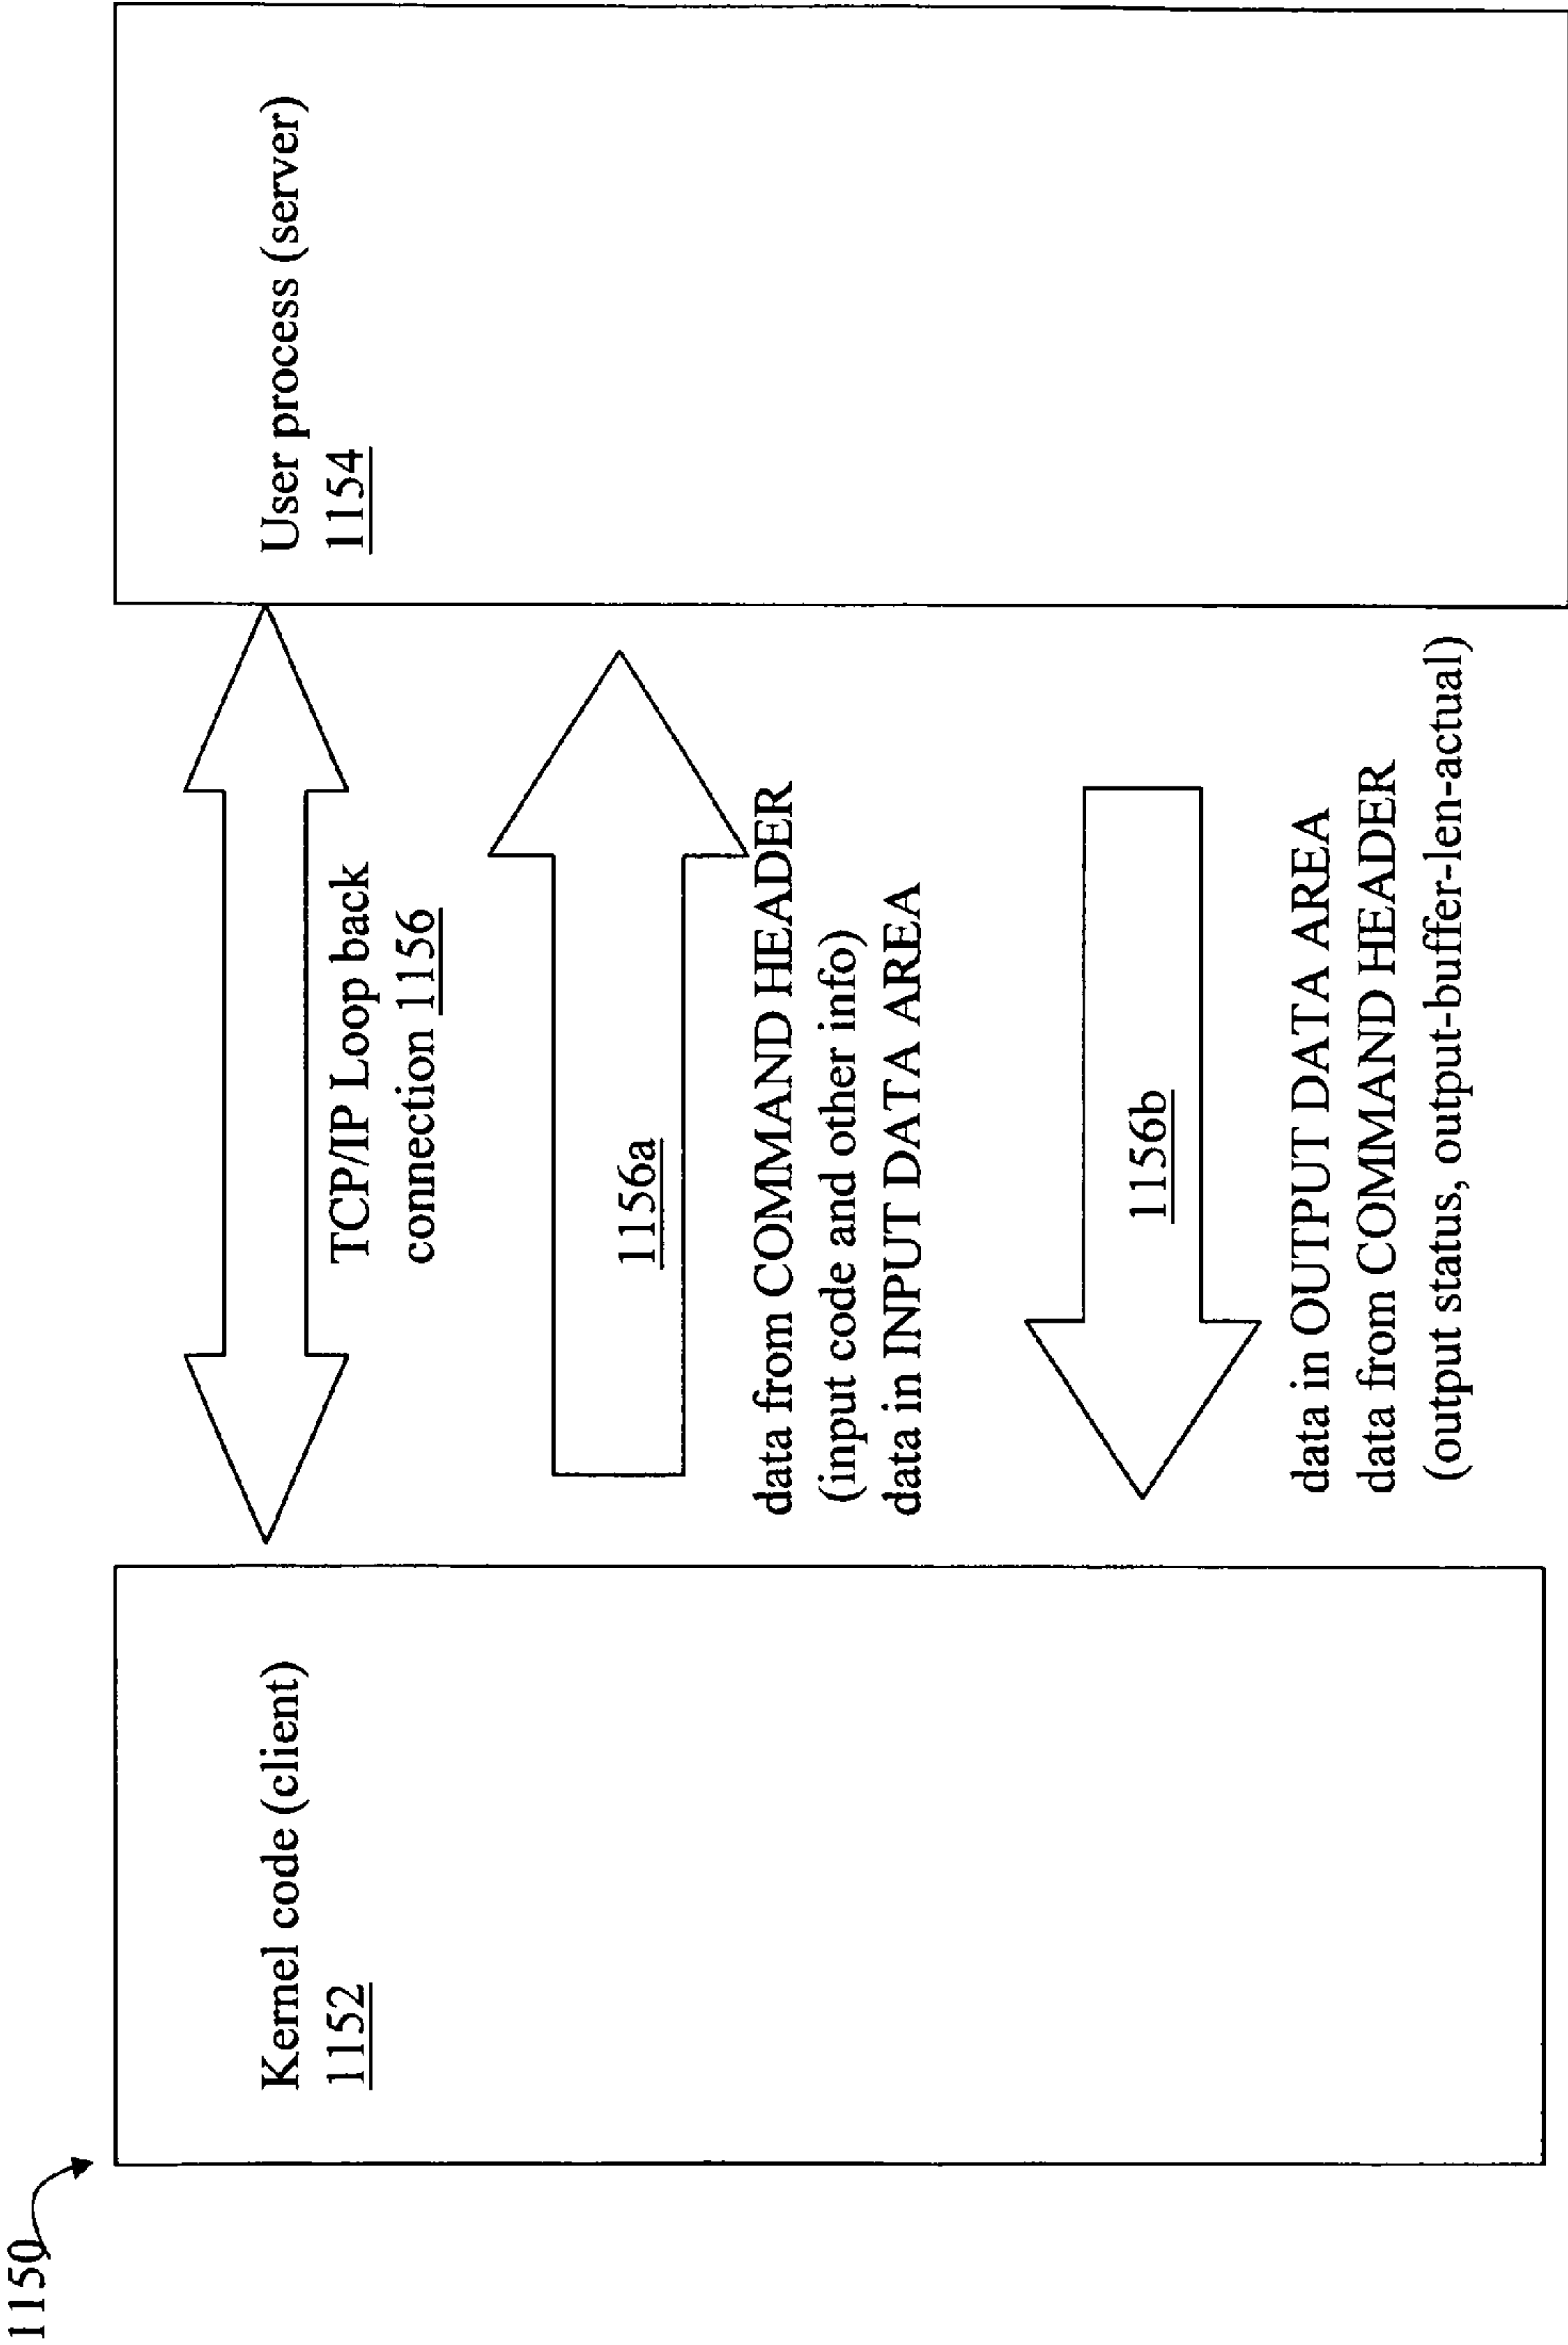 1150
Kernel code (client)
1152
TCP/IP Loop back
connection 1156
1156a
data from COMMAND HEADER
(input code and other info)
data in INPUT DATA AREA
1156b
data in OUTPUT DATA AREA
data from COMMAND HEADER
(output status, output-buffer-len-actual)
User process (server)
1154